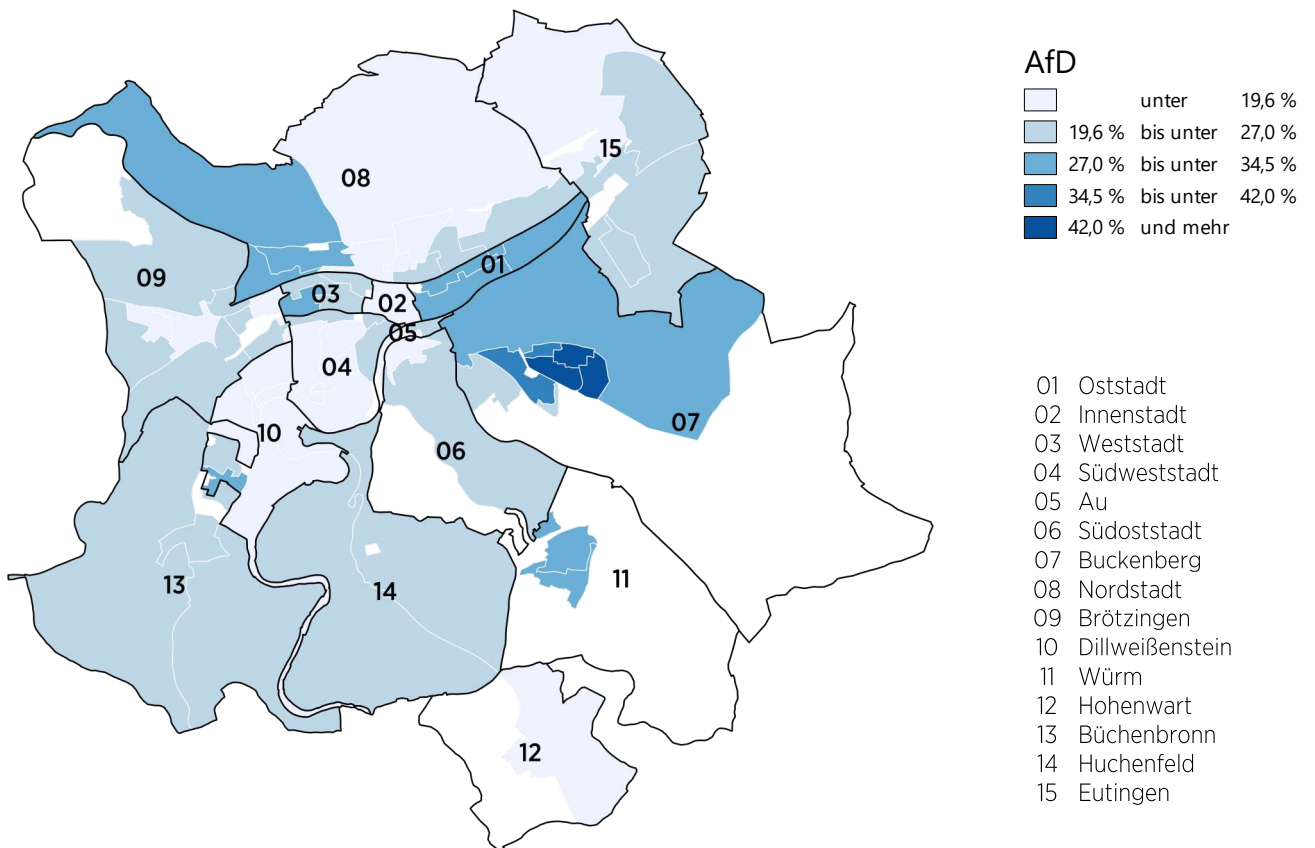 AfD
unter 19,6 %
19,6 % bis unter 27,0 %
27,0 % bis unter 34,5 %
34,5 % bis unter 42,0 %
42,0 % und mehr
15
08
09
01
03
02
05
04
07
10
06
13
14
11
12
01 Oststadt
02 Innenstadt
03 Weststadt
04 Südweststadt
05 Au
06 Südoststadt
07 Buckenberg
08 Nordstadt
09 Brötzingen
10 Dillweißenstein
11 Würm
12 Hohenwart
13 Büchenbronn
14 Huchenfeld
15 Eutingen